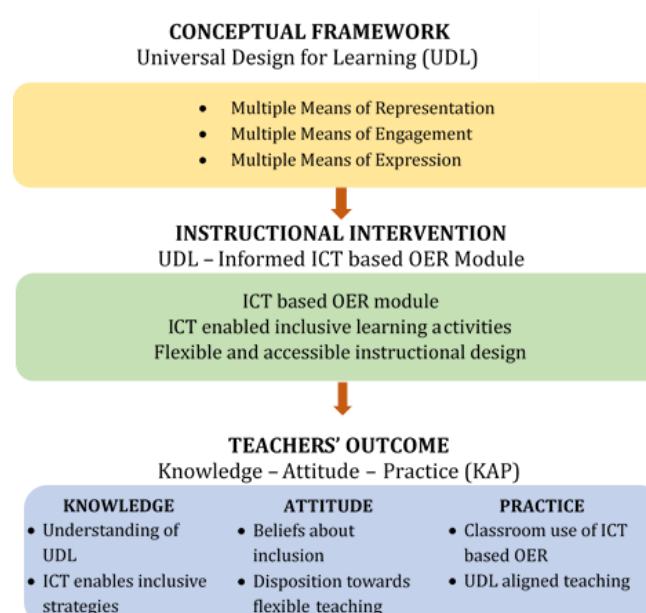 CONCEPTUAL FRAMEWORK
Universal Design for Learning (UDL)
• Multiple Means of Representation
• Multiple Means of Engagement
• Multiple Means of Expression
INSTRUCTIONAL INTERVENTION
UDL – Informed ICT based OER Module
ICT based OER module
ICT enabled inclusive learning activities
Flexible and accessible instructional design
TEACHERS’ OUTCOME
Knowledge – Attitude – Practice (KAP)
KNOWLEDGE
• Understanding of
UDL
• ICT enables inclusive
strategies
ATTITUDE
• Beliefs about
inclusion
• Disposition towards
flexible teaching
PRACTICE
• Classroom use of ICT
based OER
• UDL aligned teaching